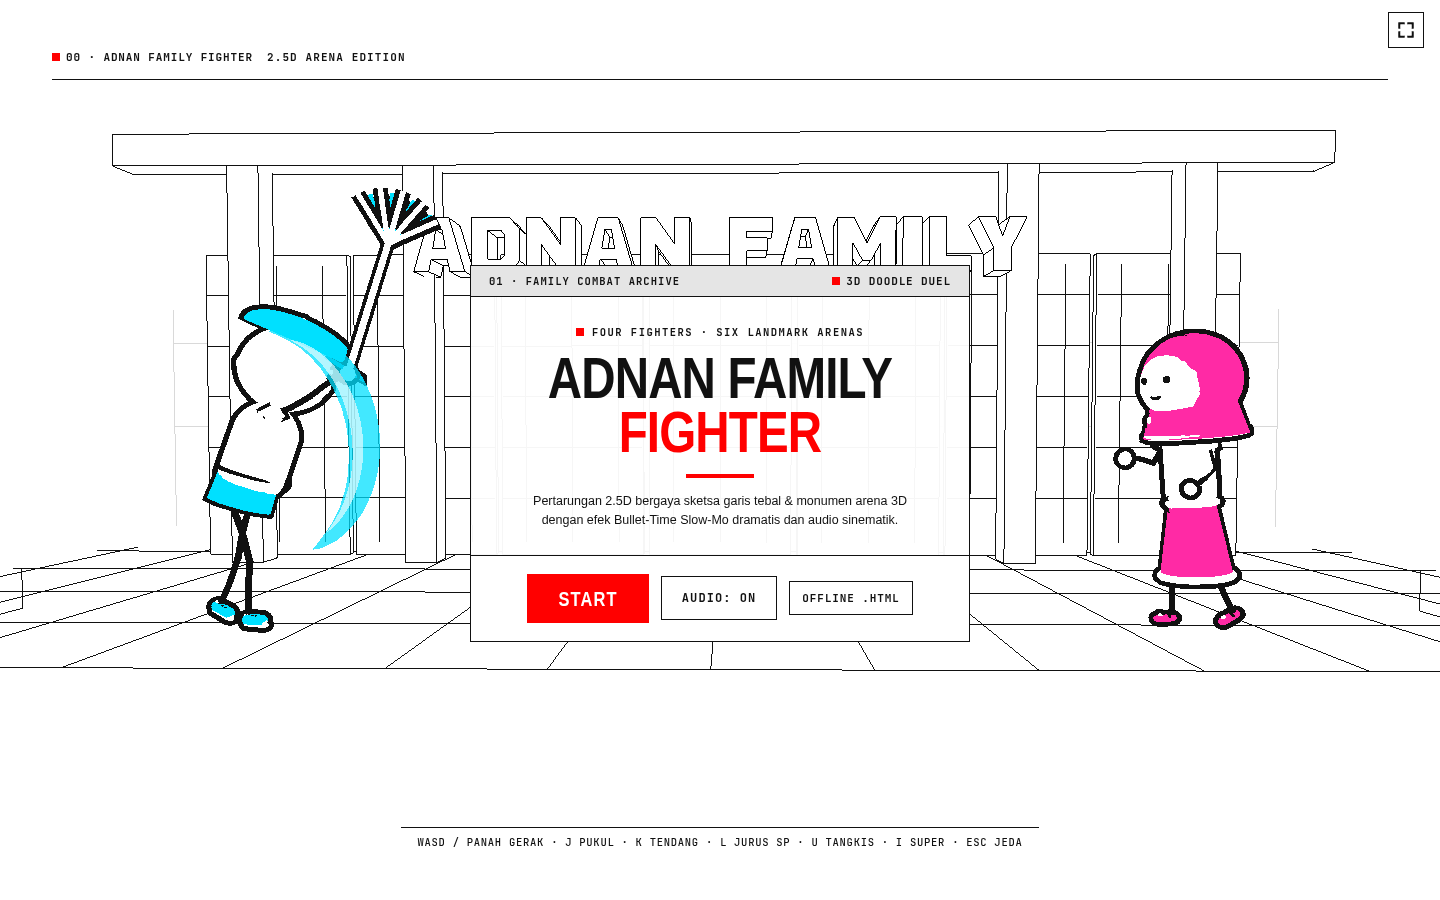 00 · ADNAN FAMILY FIGHTER 2.5D ARENA EDITION
ADNAN FAMILY
01 · FAMILY COMBAT ARCHIVE
3D DOODLE DUEL
FOUR FIGHTERS · SIX LANDMARK ARENAS
ADNAN FAMILY
FIGHTER
Pertarungan 2.5D bergaya sketsa garis tebal & monumen arena 3D
dengan efek Bullet-Time Slow-Mo dramatis dan audio sinematik.
START
AUDIO: ON
OFFLINE .HTML
WASD / PANAH GERAK · J PUKUL · K TENDANG · L JURUS SP · U TANGKIS · I SUPER · ESC JEDA